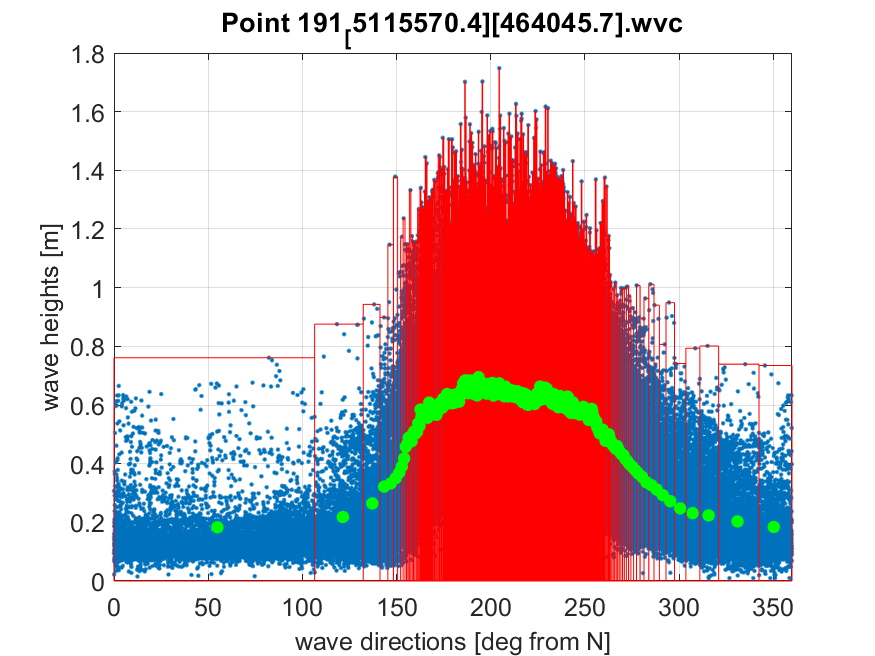 Point 191[5115570.4][464045.7].wvc
1.8
1.6
1.4
1.2
1
0.8
0.6
0.4
0.2
0
wave heights [m]
0 50 100 150 200 250 300 350
wave directions [deg from N]